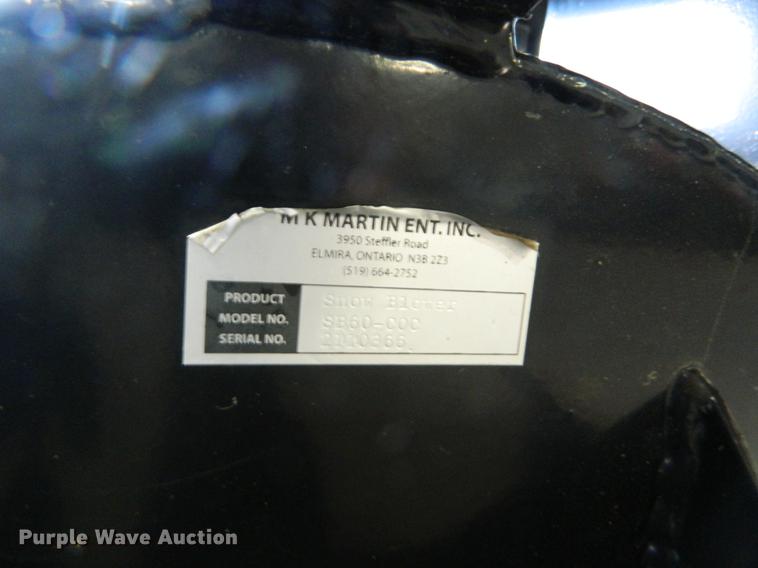 M K MARTIN ENT. INC.
3950 Steffler Road
ELMIRA, ONTARIO N3B 2Z3
(519) 664-2752
PRODUCT Snow Blower
MODEL NO. SB60-COC
SERIAL NO.
Purple Wave Auction